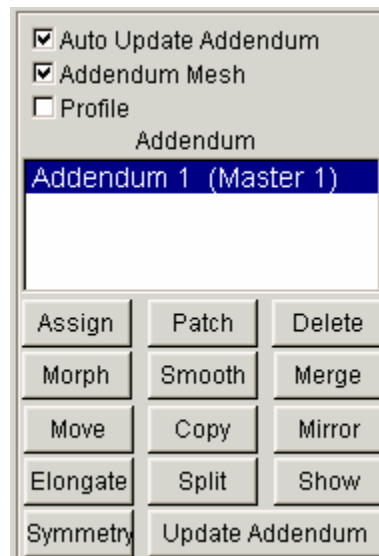 Auto Update Addendum
Addendum Mesh
Profile
Addendum
Addendum 1 (Master 1)
Assign Patch Delete
Morph Smooth Merge
Move Copy Mirror
Elongate Split Show
Symmetry Update Addendum